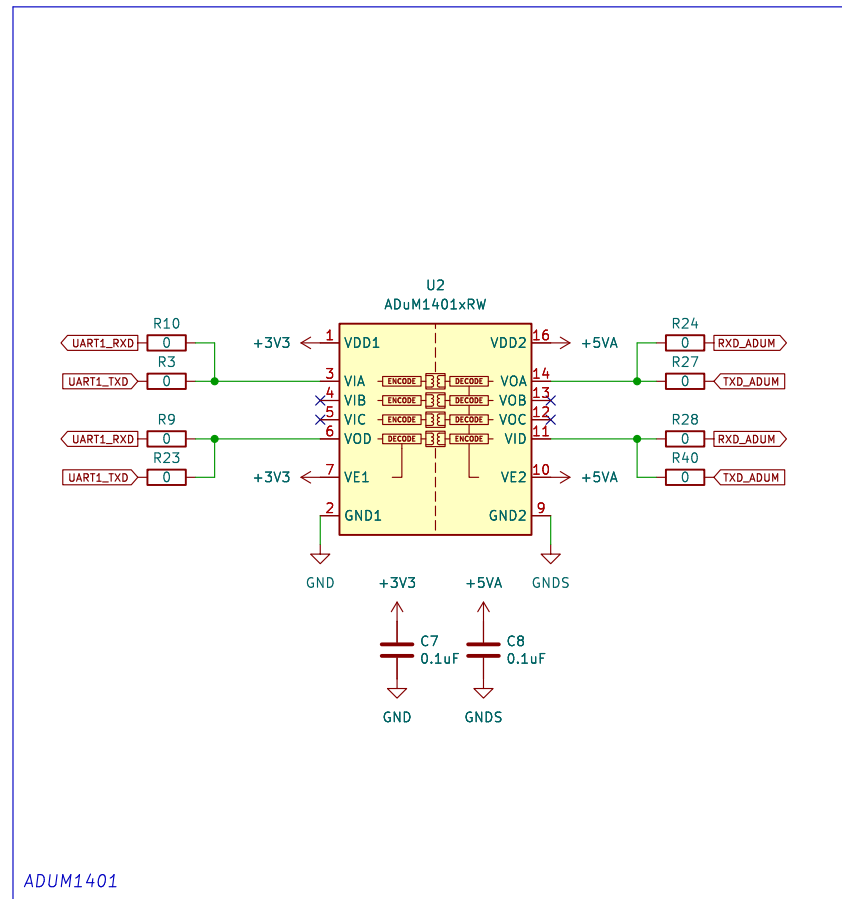 U2
ADuM1401xRW
R10
UART1_RXD
0
+3V3
1
VDD1
VDD2
16
+5VA
R24
0
RXD_ADUM
R3
UART1_TXD
0
3
VIA
ENCODE
DECODE
VOA
14
R27
0
TXD_ADUM
4
VIB
ENCODE
DECODE
VOB
13
5
VIC
ENCODE
DECODE
VOC
12
R9
UART1_RXD
0
6
VOD
DECODE
ENCODE
VID
11
R28
0
RXD_ADUM
R23
UART1_TXD
0
+3V3
7
VE1
VE2
10
+5VA
R40
0
TXD_ADUM
2
GND1
GND2
9
GND
+3V3
+5VA
GNDS
C7
0.1uF
C8
0.1uF
GND
GNDS
ADUM1401